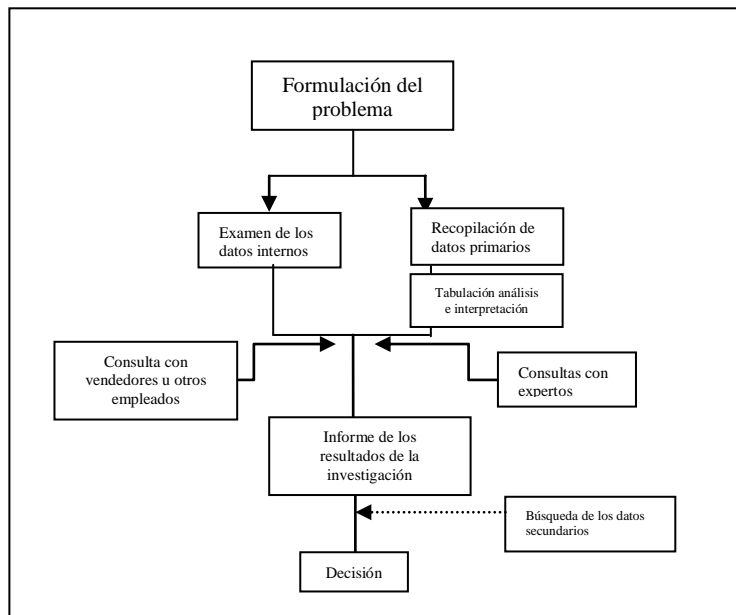 Formulación del
problema
Examen de los
datos internos
Recopilación de
datos primarios
Tabulación análisis
e interpretación
Consulta con
vendedores u otros
empleados
Consultas con
expertos
Informe de los
resultados de la
investigación
Búsqueda de los datos
secundarios
Decisión